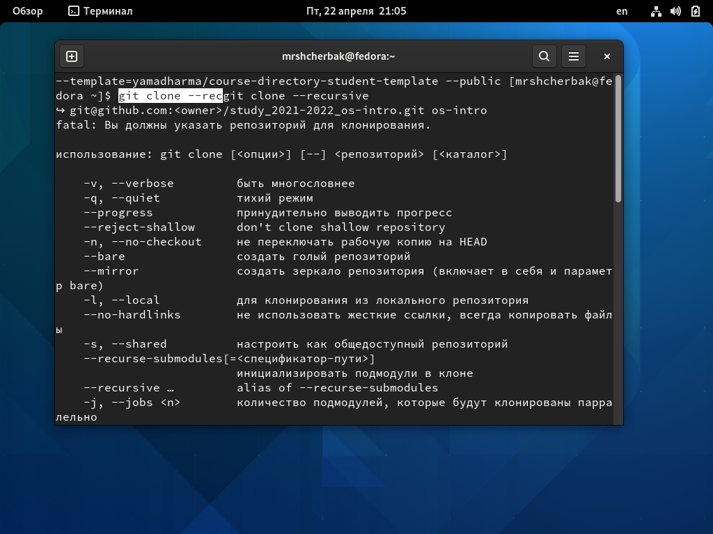 Обзор
Терминал
Пт, 22 апреля 21:05
en
mrshcherbak@fedora:~
--template=yamadharma/course-directory-student-template --public [mrshcherbak@fe
dora ~]$ git clone --recgit clone --recursive
↪ git@github.com:<owner>/study_2021-2022_os-intro.git os-intro
fatal: Вы должны указать репозиторий для клонирования.
использование: git clone [<опции>] [--] <репозиторий> [<каталог>]
-v, --verbose быть многословнее
-q, --quiet тихий режим
--progress принудительно выводить прогресс
--reject-shallow don't clone shallow repository
-n, --no-checkout не переключать рабочую копию на HEAD
--bare создать голый репозиторий
--mirror создать зеркало репозитория (включает в себя и парамет
р bare)
-l, --local для клонирования из локального репозитория
--no-hardlinks не использовать жесткие ссылки, всегда копировать файл
ы
-s, --shared настроить как общедоступный репозиторий
--recurse-submodules[=<спецификатор-пути>]
инициализировать подмодули в клоне
--recursive … alias of --recurse-submodules
-j, --jobs <n> количество подмодулей, которые будут клонированы парра
лельно